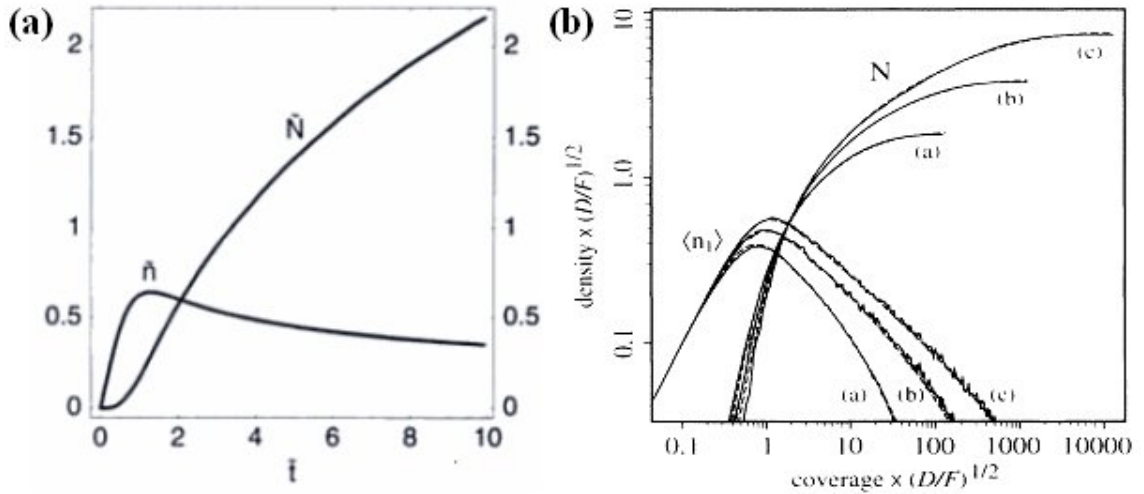 (a)
2
1.5
1
0.5
0
2
1.5
1
0.5
0
Ñ
ñ
0 2 4 6 8 10
t̄
(b)
10
1.0
0.1
density x (D/F)^1/2
N
(c)
(b)
(a)
⟨n₁⟩
(a) (b) (c)
0.1 1 10 100 1000 10000
coverage x (D/F)^1/2